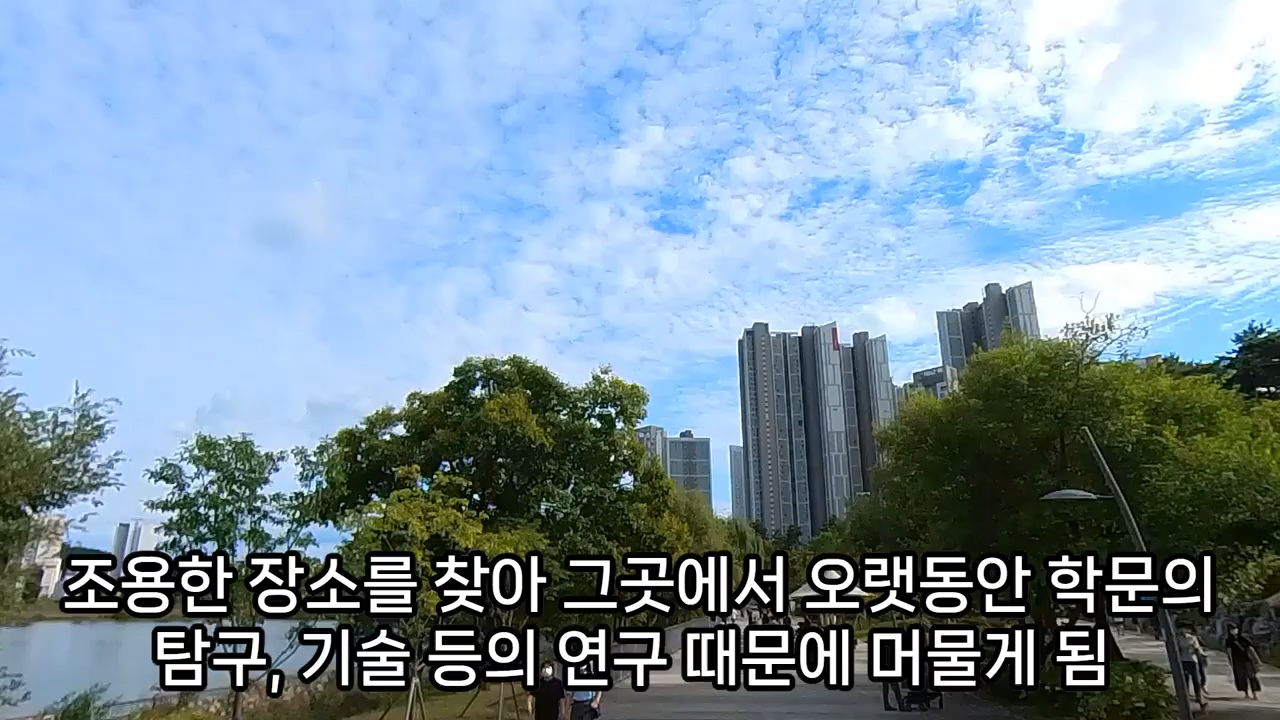 조용한 장소를 찾아 그곳에서 오랫동안 학문의
탐구, 기술 등의 연구 때문에 머물게 됨